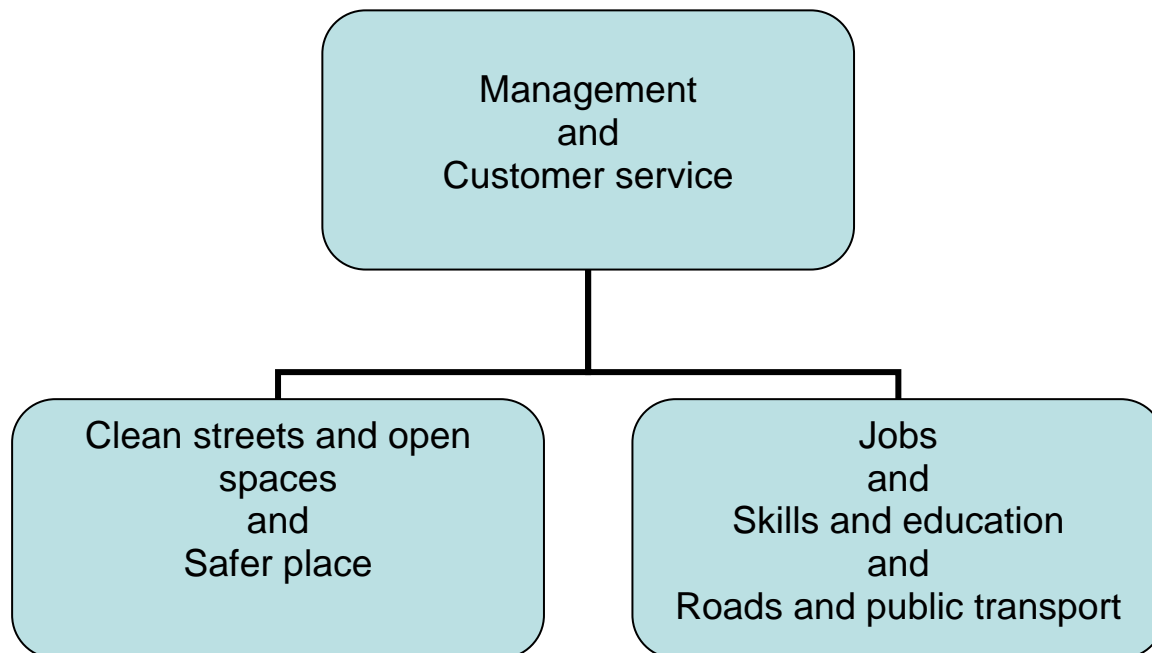 Management
and
Customer service
Clean streets and open
spaces
and
Safer place
Jobs
and
Skills and education
and
Roads and public transport